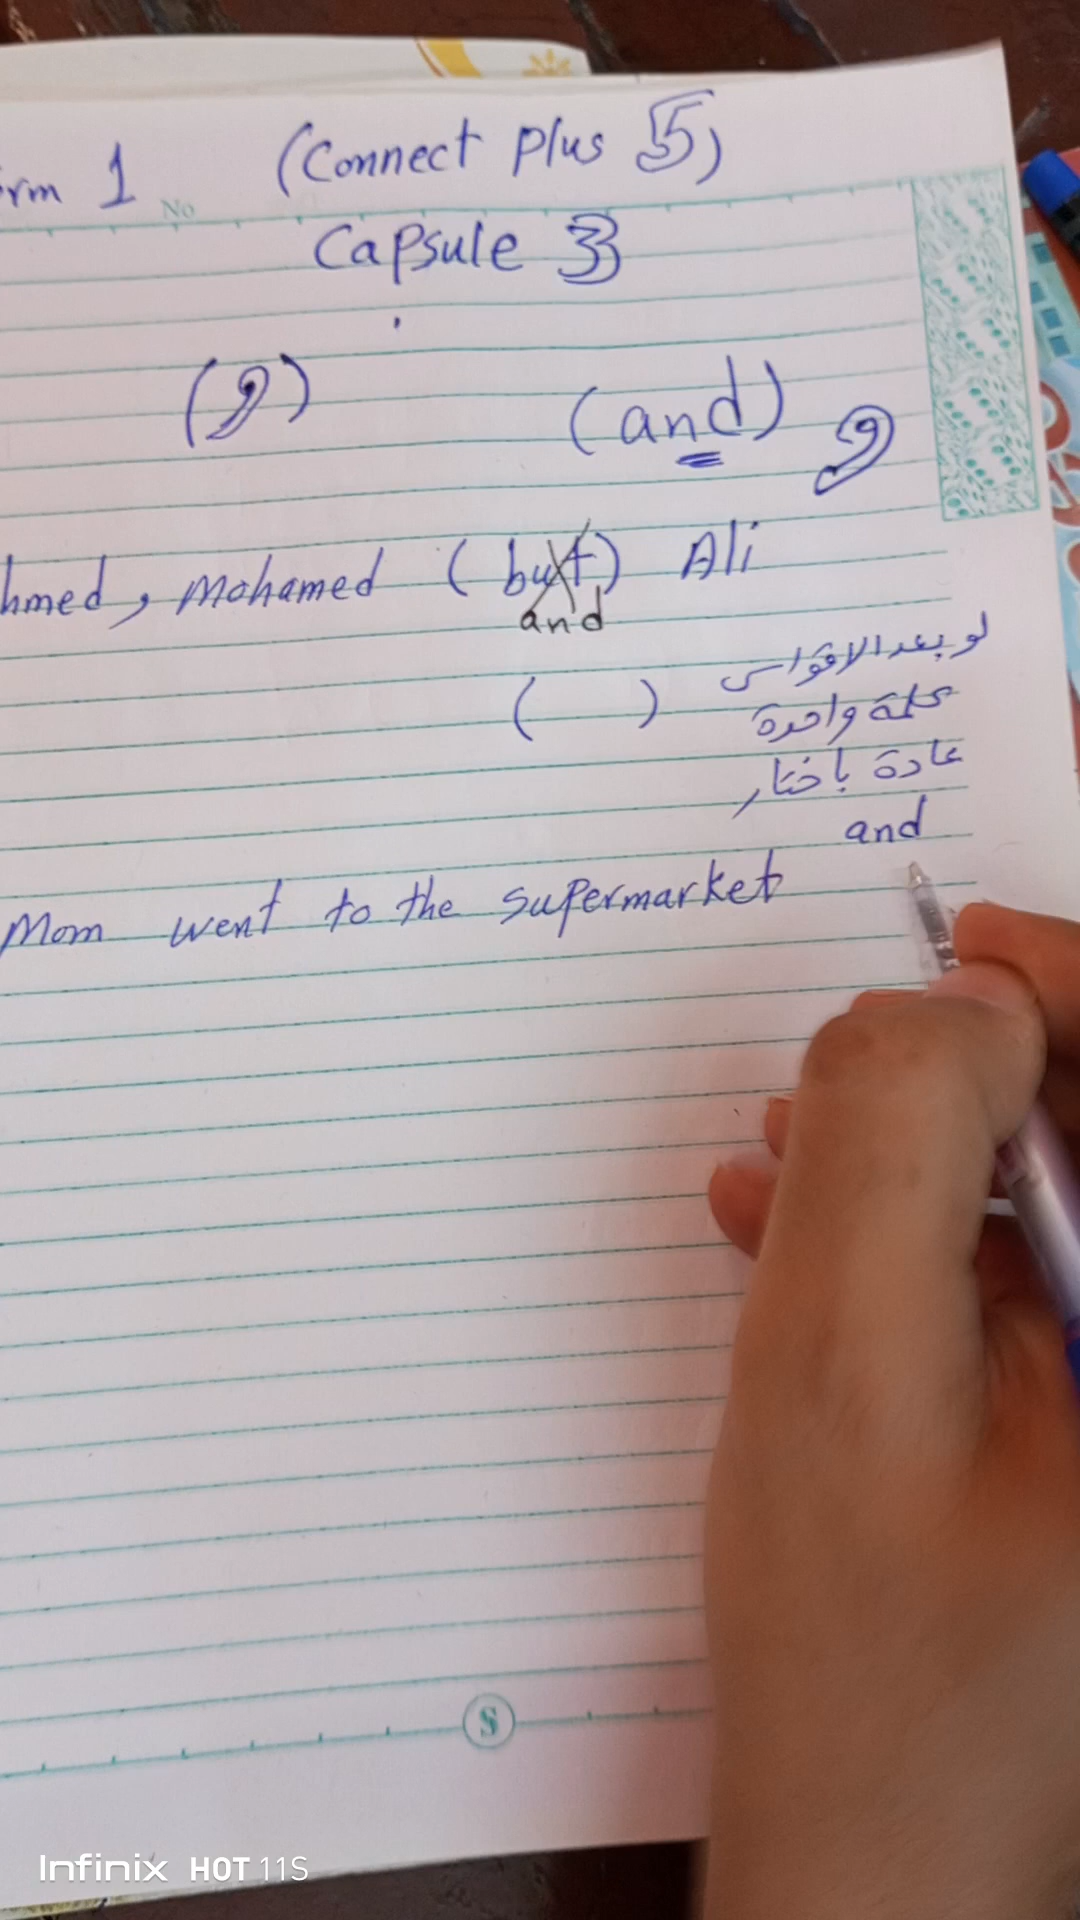 rm 1 (Connect Plus 5)
No
Capsule 3
(و) (and) و
hmed, Mohamed (but) Ali
and
( ) لو بعد الاقواس
كلمة واحدة
عادة باختار
and
Mom went to the supermarket
S
Infinix HOT 11S